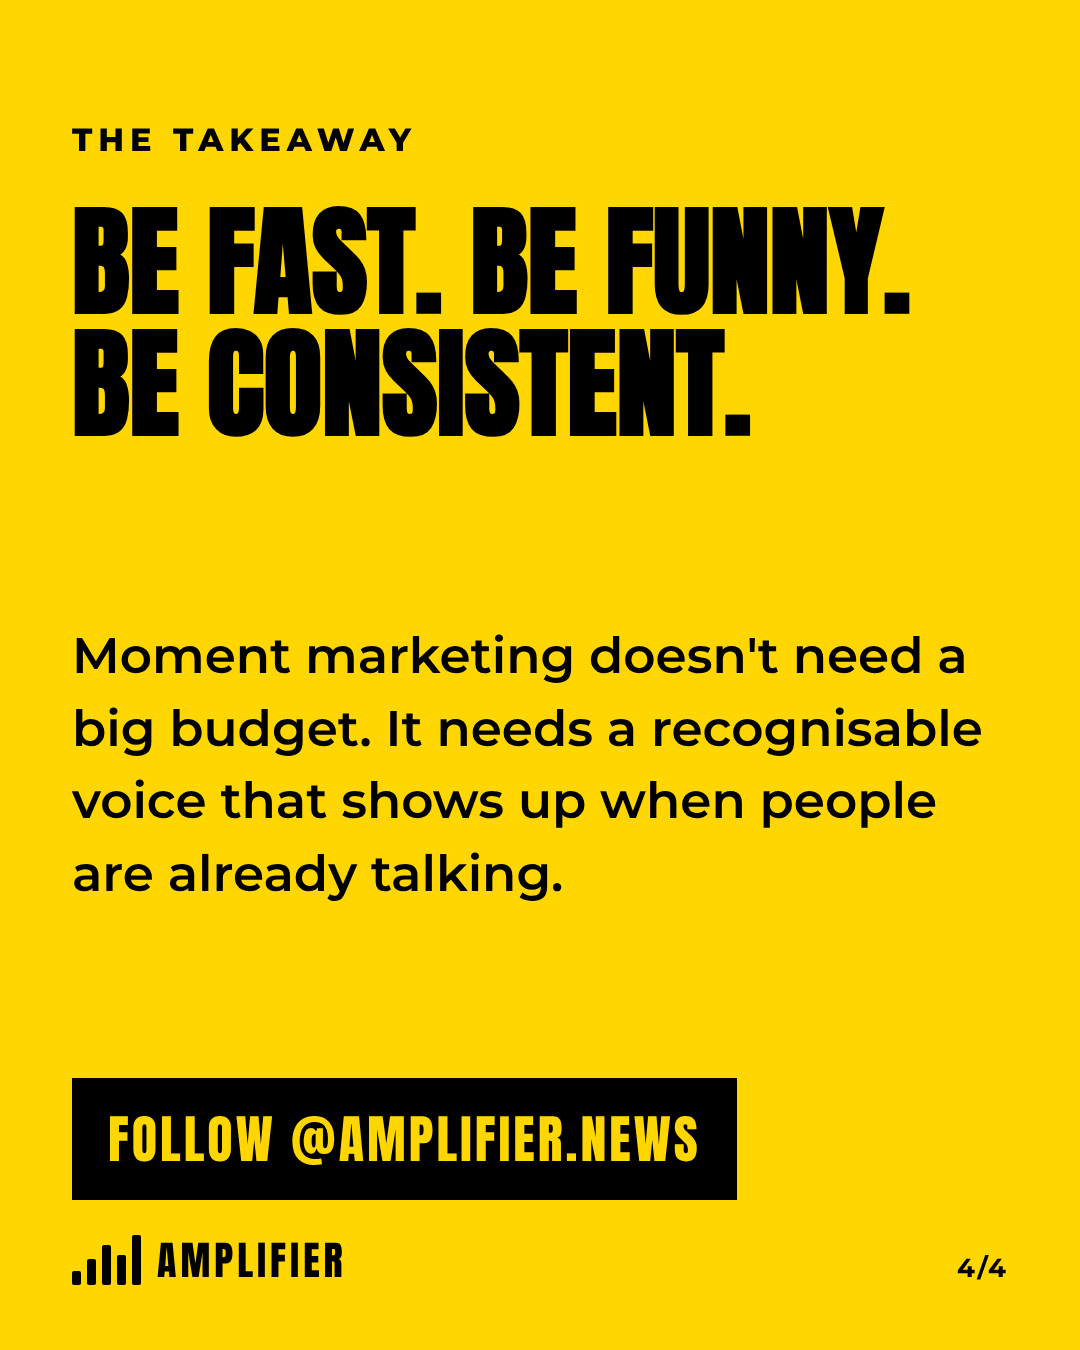 THE TAKEAWAY
BE FAST. BE FUNNY.
BE CONSISTENT.
Moment marketing doesn't need a
big budget. It needs a recognisable
voice that shows up when people
are already talking.
FOLLOW @AMPLIFIER.NEWS
AMPLIFIER
4/4